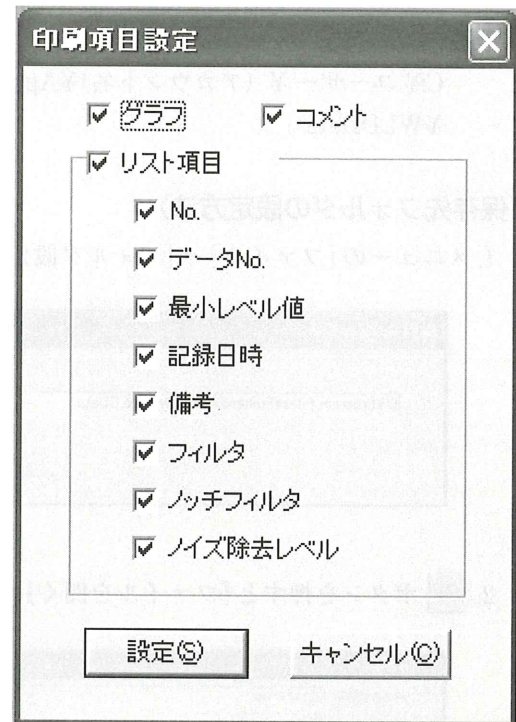 印刷項目設定
グラフ コメント
リスト項目
No.
データNo.
最小レベル値
記録日時
備考
フィルタ
ノッチフィルタ
ノイズ除去レベル
設定(S) キャンセル(C)